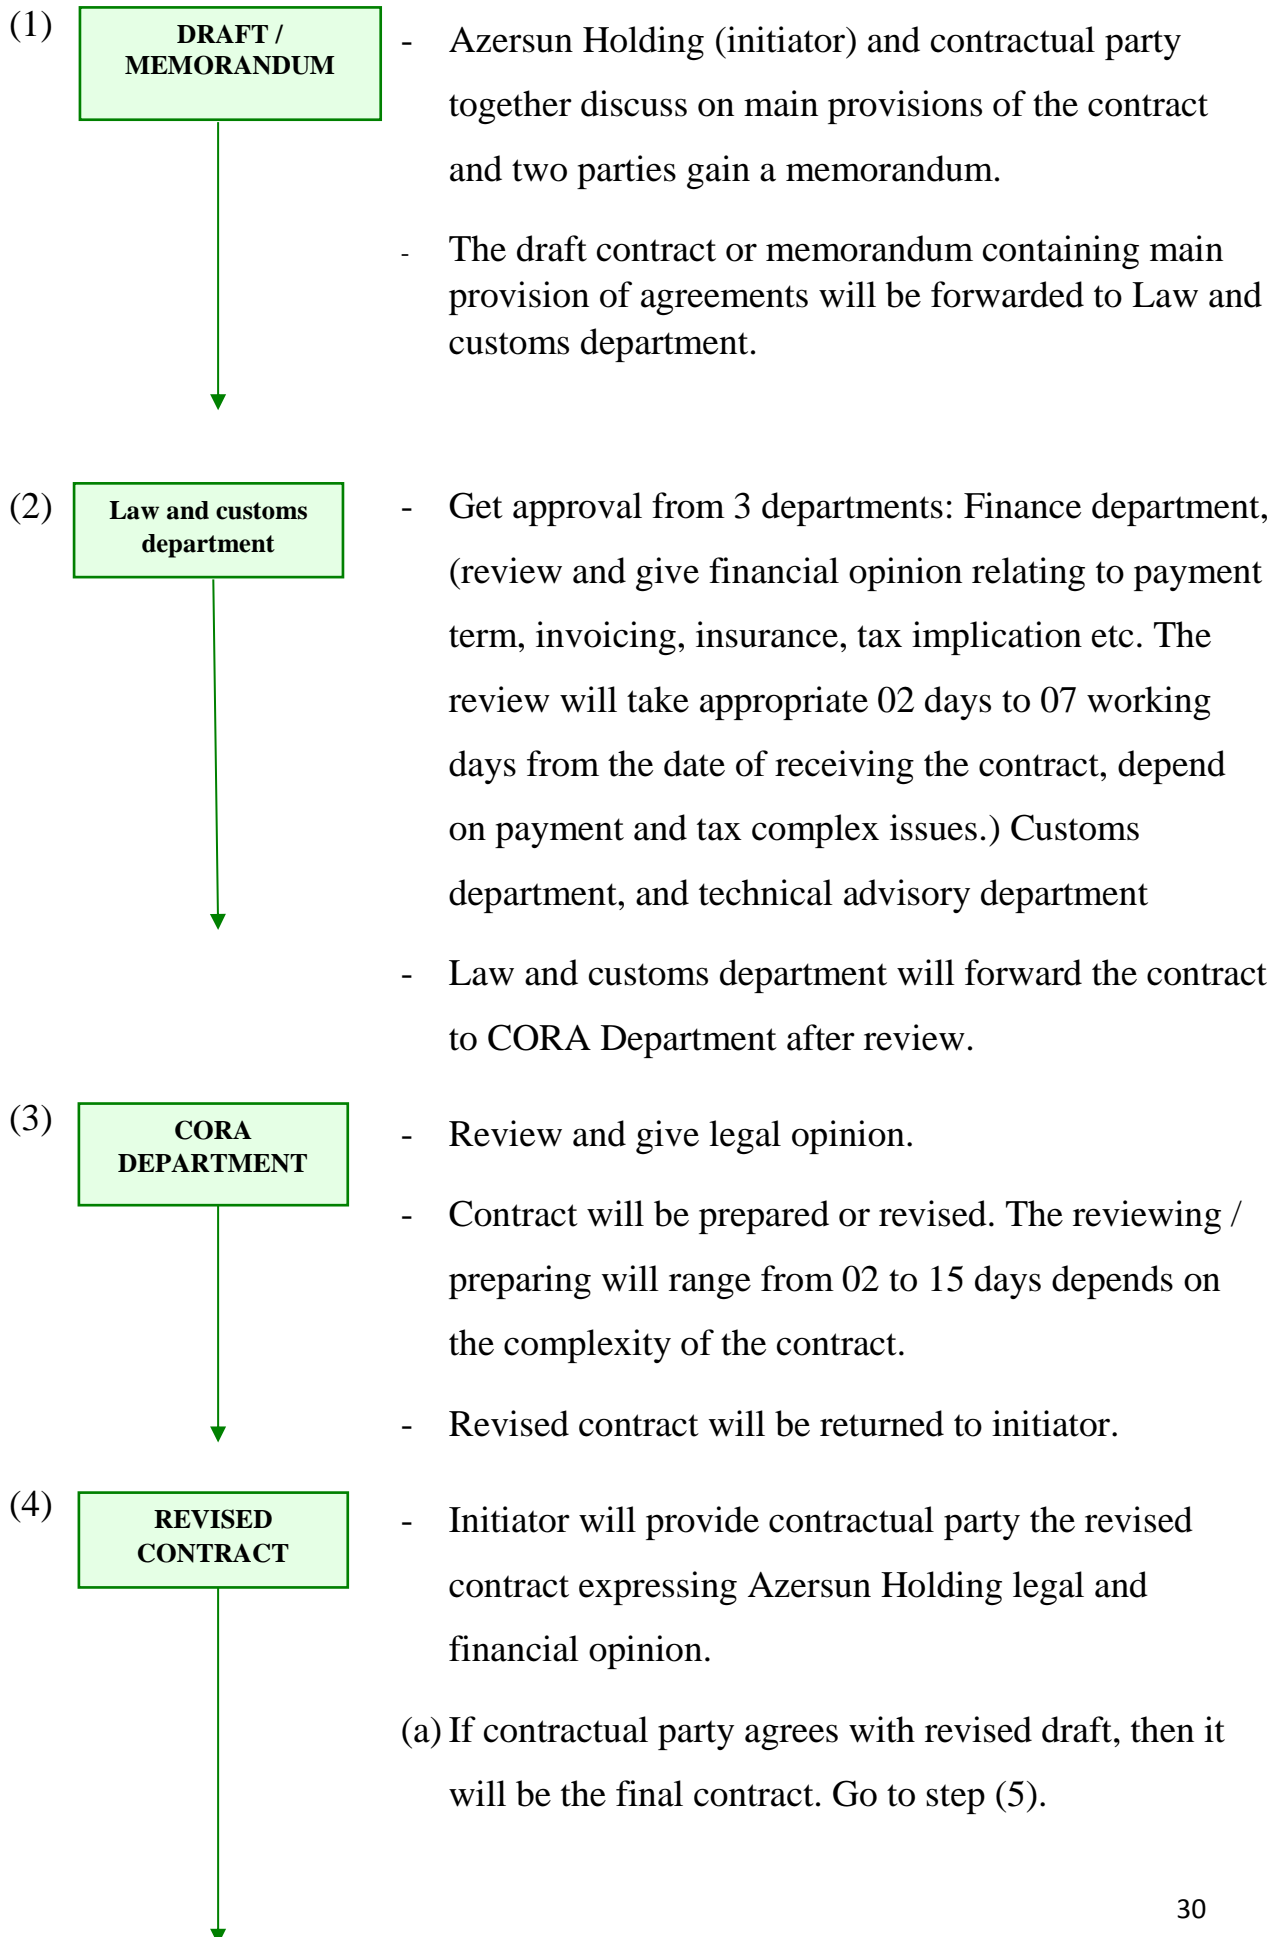 (1)
DRAFT /
MEMORANDUM
- Azersun Holding (initiator) and contractual party
together discuss on main provisions of the contract
and two parties gain a memorandum.
- The draft contract or memorandum containing main
provision of agreements will be forwarded to Law and
customs department.
(2)
Law and customs
department
- Get approval from 3 departments: Finance department,
(review and give financial opinion relating to payment
term, invoicing, insurance, tax implication etc. The
review will take appropriate 02 days to 07 working
days from the date of receiving the contract, depend
on payment and tax complex issues.) Customs
department, and technical advisory department
- Law and customs department will forward the contract
to CORA Department after review.
(3)
CORA
DEPARTMENT
- Review and give legal opinion.
- Contract will be prepared or revised. The reviewing /
preparing will range from 02 to 15 days depends on
the complexity of the contract.
- Revised contract will be returned to initiator.
(4)
REVISED
CONTRACT
- Initiator will provide contractual party the revised
contract expressing Azersun Holding legal and
financial opinion.
(a) If contractual party agrees with revised draft, then it
will be the final contract. Go to step (5).
30